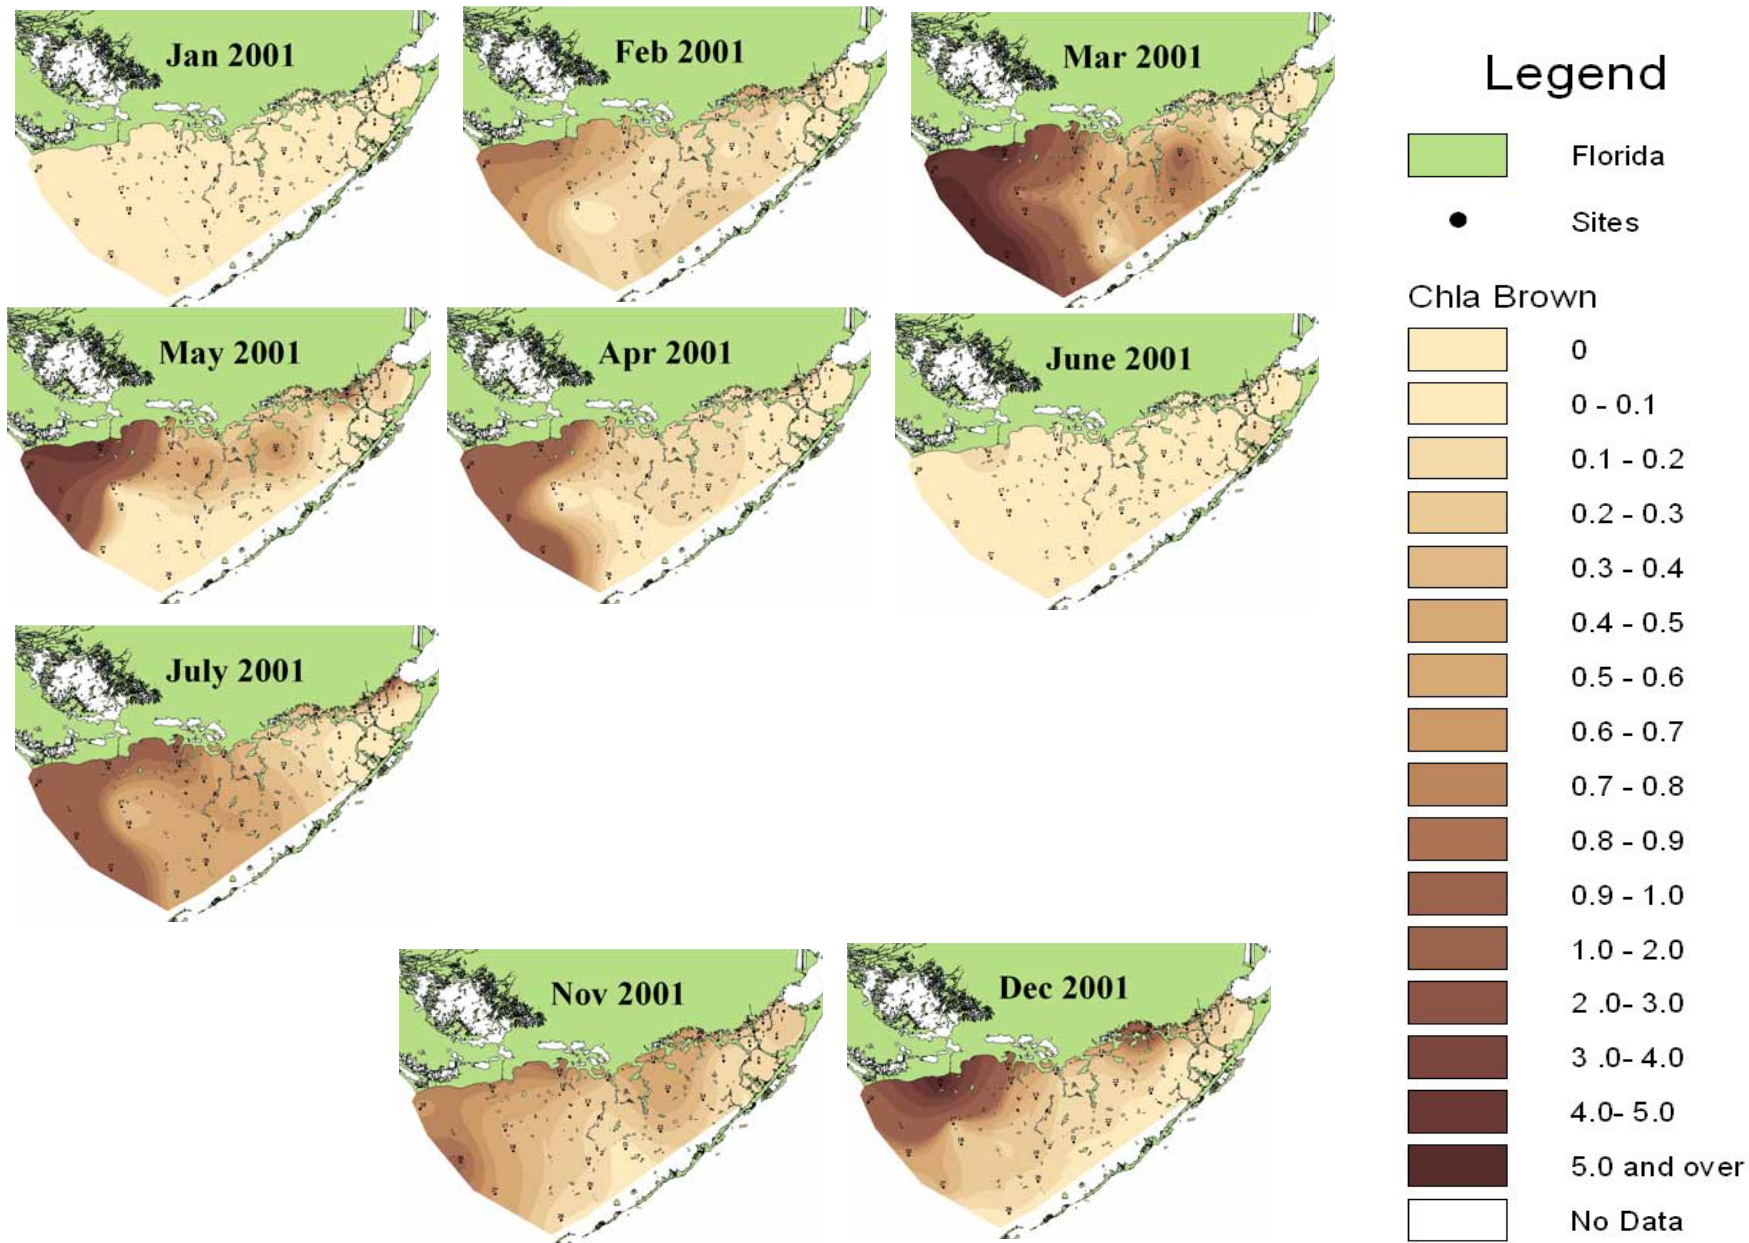 Jan 2001
Feb 2001
Mar 2001
May 2001
Apr 2001
June 2001
July 2001
Nov 2001
Dec 2001
Legend
Florida
Sites
Chla Brown
0
0 - 0.1
0.1 - 0.2
0.2 - 0.3
0.3 - 0.4
0.4 - 0.5
0.5 - 0.6
0.6 - 0.7
0.7 - 0.8
0.8 - 0.9
0.9 - 1.0
1.0 - 2.0
2 .0- 3.0
3 .0- 4.0
4.0- 5.0
5.0 and over
No Data